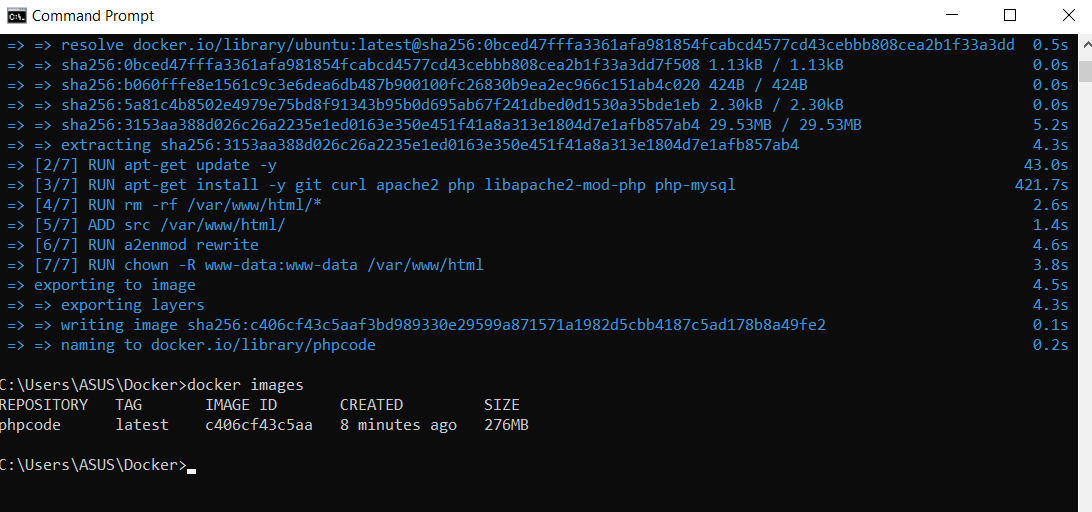 Command Prompt
=> => resolve docker.io/library/ubuntu:latest@sha256:0bced47fffa3361afa981854fcabcd4577cd43cebbb808cea2b1f33a3dd 0.5s
=> => sha256:0bced47fffa3361afa981854fcabcd4577cd43cebbb808cea2b1f33a3dd7f508 1.13kB / 1.13kB 0.0s
=> => sha256:b060fffe8e1561c9c3e6dea6db487b900100fc26830b9ea2ec966c151ab4c020 424B / 424B 0.0s
=> => sha256:5a81c4b8502e4979e75bd8f91343b95b0d695ab67f241dbed0d1530a35bde1eb 2.30kB / 2.30kB 0.0s
=> => sha256:3153aa388d026c26a2235e1ed0163e350e451f41a8a313e1804d7e1afb857ab4 29.53MB / 29.53MB 5.2s
=> => extracting sha256:3153aa388d026c26a2235e1ed0163e350e451f41a8a313e1804d7e1afb857ab4 4.3s
=> [2/7] RUN apt-get update -y 43.0s
=> [3/7] RUN apt-get install -y git curl apache2 php libapache2-mod-php php-mysql 421.7s
=> [4/7] RUN rm -rf /var/www/html/* 2.6s
=> [5/7] ADD src /var/www/html/ 1.4s
=> [6/7] RUN a2enmod rewrite 4.6s
=> [7/7] RUN chown -R www-data:www-data /var/www/html 3.8s
=> exporting to image 4.5s
=> => exporting layers 4.3s
=> => writing image sha256:c406cf43c5aaf3bd989330e29599a871571a1982d5cbb4187c5ad178b8a49fe2 0.1s
=> => naming to docker.io/library/phpcode 0.2s
C:\Users\ASUS\Docker>docker images
REPOSITORY TAG IMAGE ID CREATED SIZE
phpcode latest c406cf43c5aa 8 minutes ago 276MB
C:\Users\ASUS\Docker>